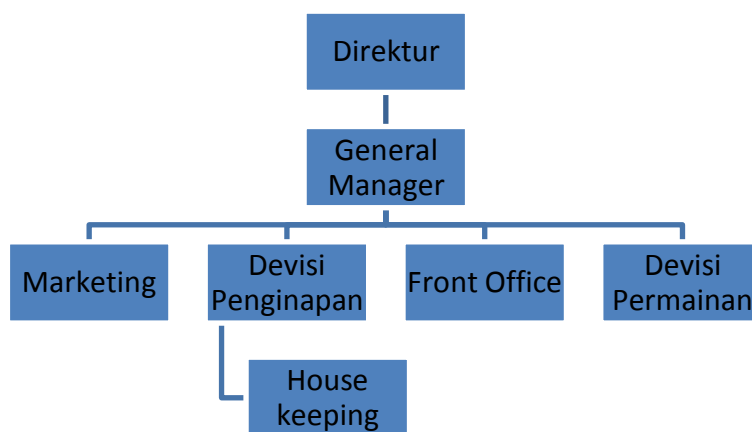 Direktur
General
Manager
Marketing
Devisi
Penginapan
Front Office
Devisi
Permainan
House
keeping